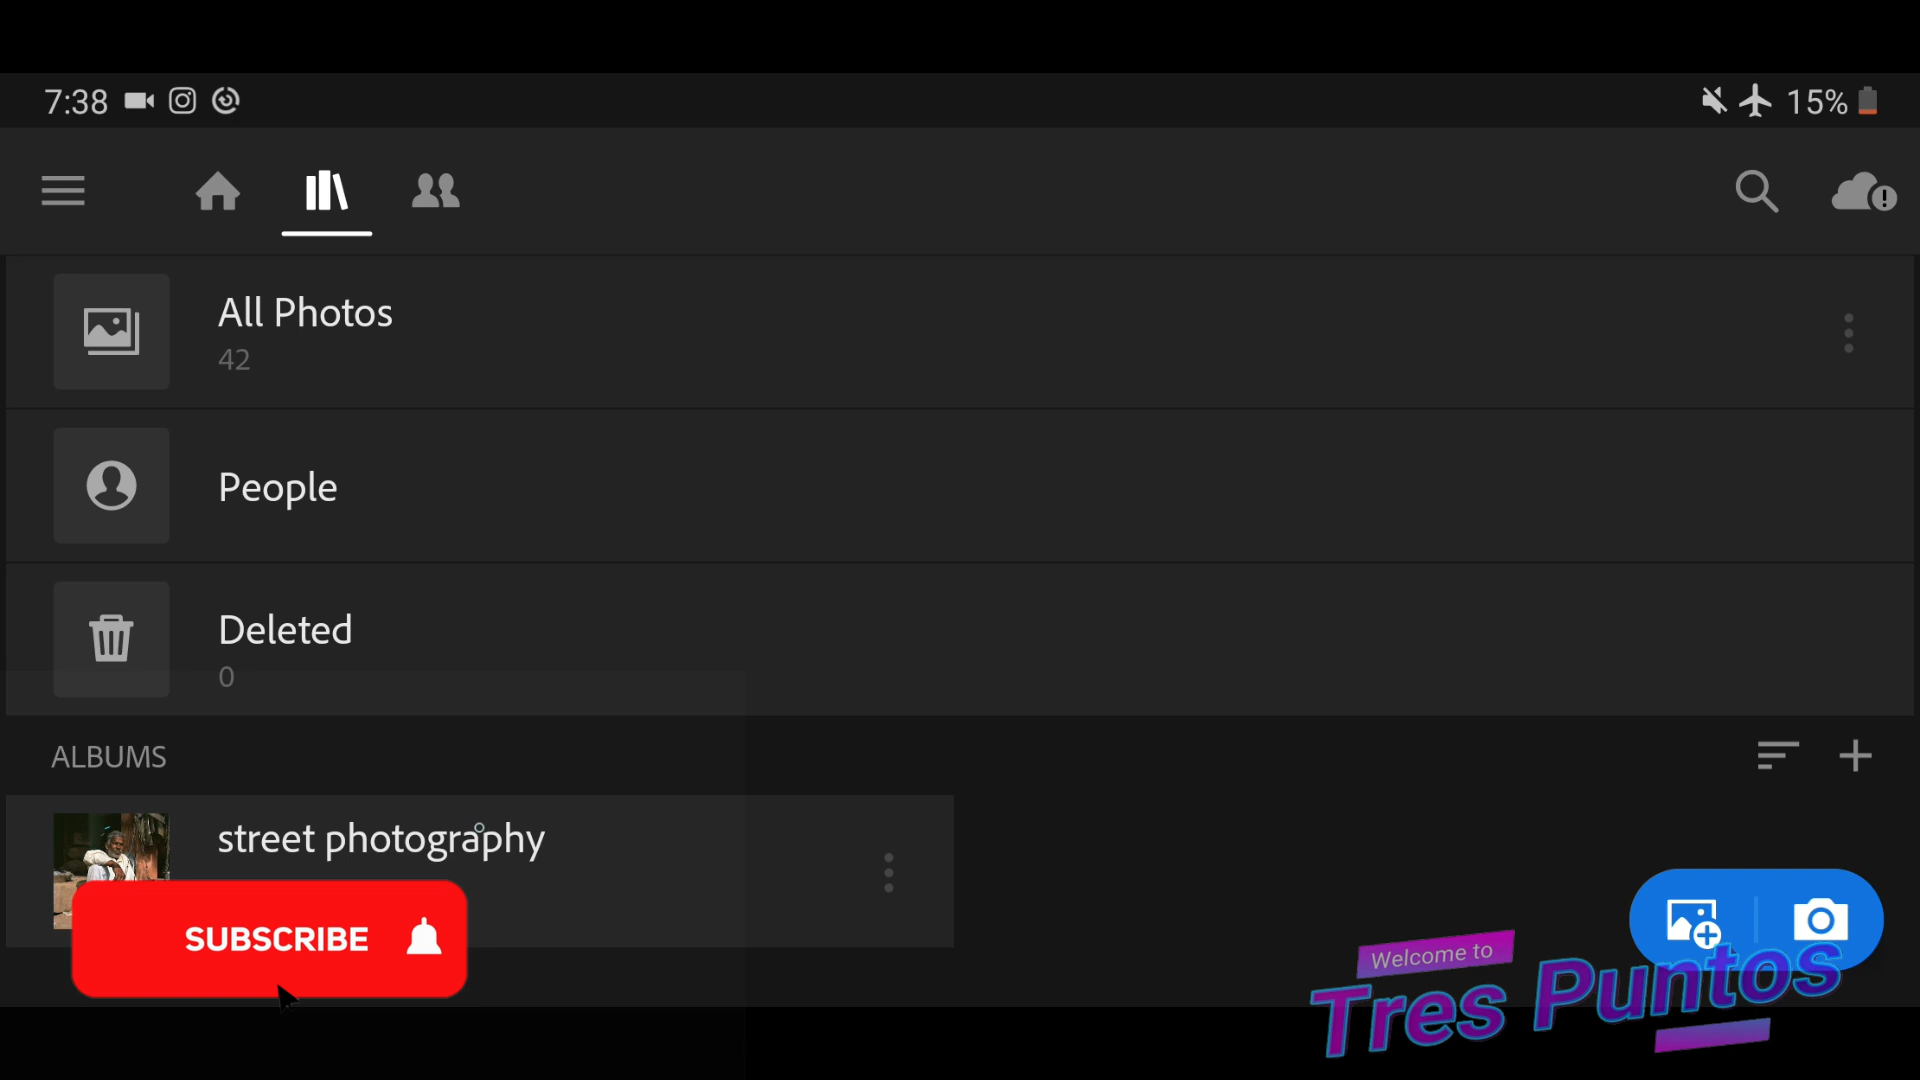 7:38
15%
All Photos
42
People
Deleted
0
ALBUMS
street photography
SUBSCRIBE
Welcome to
Tres Puntos